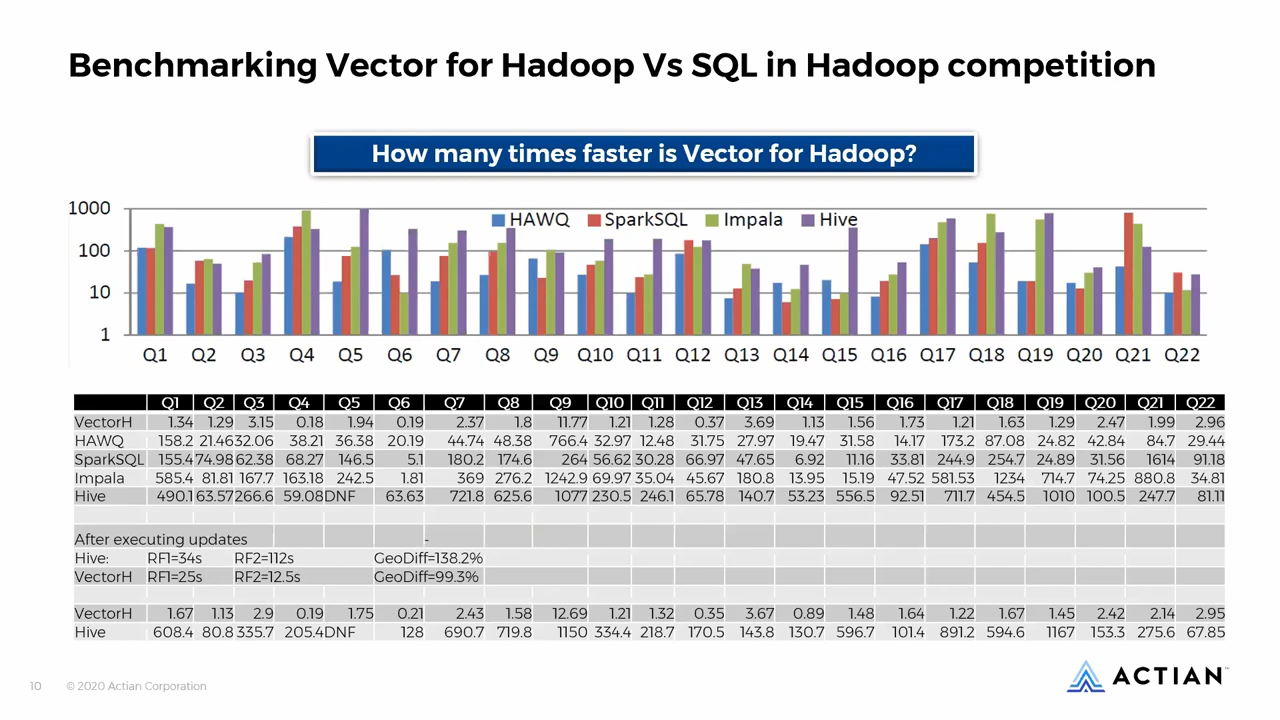 Benchmarking Vector for Hadoop Vs SQL in Hadoop competition
How many times faster is Vector for Hadoop?
1000
100
10
1
HAWQ SparkSQL Impala Hive
Q1 Q2 Q3 Q4 Q5 Q6 Q7 Q8 Q9 Q10 Q11 Q12 Q13 Q14 Q15 Q16 Q17 Q18 Q19 Q20 Q21 Q22
Q1 Q2 Q3 Q4 Q5 Q6 Q7 Q8 Q9 Q10 Q11 Q12 Q13 Q14 Q15 Q16 Q17 Q18 Q19 Q20 Q21 Q22
VectorH 1.34 1.29 3.15 0.18 1.94 0.19 2.37 1.8 11.77 1.21 1.28 0.37 3.69 1.13 1.56 1.73 1.21 1.63 1.29 2.47 1.99 2.96
HAWQ 158.2 21.46 32.06 38.21 36.38 20.19 44.74 48.38 766.4 32.97 12.48 31.75 27.97 19.47 31.58 14.17 173.2 87.08 24.82 42.84 84.7 29.44
SparkSQL 155.4 74.98 62.38 68.27 146.5 5.1 180.2 174.6 264 56.62 30.28 66.97 47.65 6.92 11.16 33.81 244.9 254.7 24.89 31.56 1614 91.18
Impala 585.4 81.81 167.7 163.18 242.5 1.81 369 276.2 1242.9 69.97 35.04 45.67 180.8 13.95 15.19 47.52 581.53 1234 714.7 74.25 880.8 34.81
Hive 490.1 63.57 266.6 59.08 DNF 63.63 721.8 625.6 1077 230.5 246.1 65.78 140.7 53.23 556.5 92.51 711.7 454.5 1010 100.5 247.7 81.11
After executing updates -
Hive: RF1=34s RF2=112s GeoDiff=138.2%
VectorH RF1=25s RF2=12.5s GeoDiff=99.3%
VectorH 1.67 1.13 2.9 0.19 1.75 0.21 2.43 1.58 12.69 1.21 1.32 0.35 3.67 0.89 1.48 1.64 1.22 1.67 1.45 2.42 2.14 2.95
Hive 608.4 80.8 335.7 205.4 DNF 128 690.7 719.8 1150 334.4 218.7 170.5 143.8 130.7 596.7 101.4 891.2 594.6 1167 153.3 275.6 67.85
10 © 2020 Actian Corporation
ACTIAN™